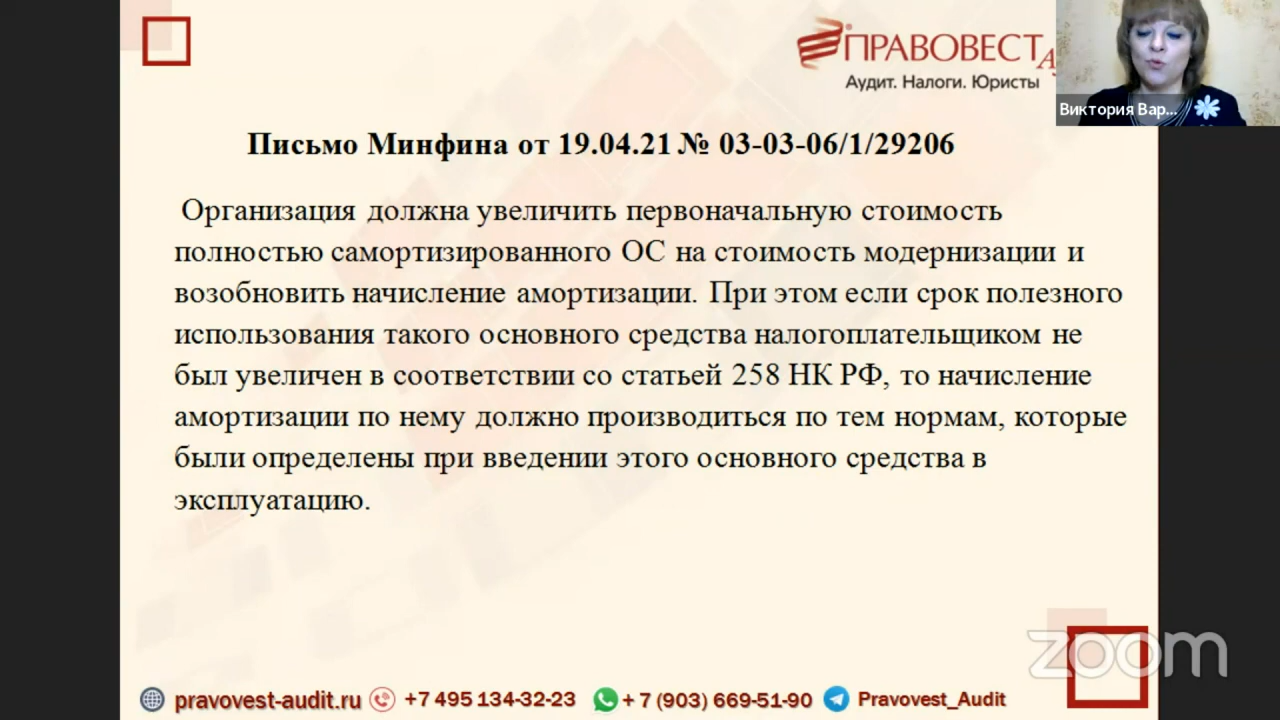 ПРАВОВЕСТ
Аудит. Налоги. Юристы
Виктория Вар...
Письмо Минфина от 19.04.21 № 03-03-06/1/29206
Организация должна увеличить первоначальную стоимость
полностью самортизированного ОС на стоимость модернизации и
возобновить начисление амортизации. При этом если срок полезного
использования такого основного средства налогоплательщиком не
был увеличен в соответствии со статьей 258 НК РФ, то начисление
амортизации по нему должно производиться по тем нормам, которые
были определены при введении этого основного средства в
эксплуатацию.
zoom
pravovest-audit.ru +7 495 134-32-23 + 7 (903) 669-51-90 Pravovest_Audit